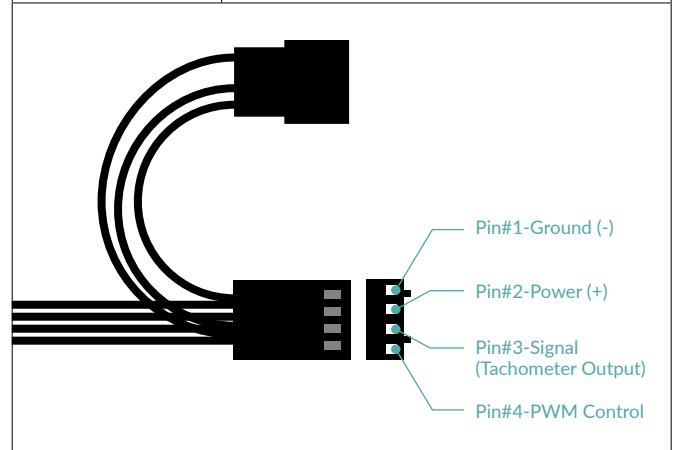 Pin#1-Ground (-)
Pin#2-Power (+)
Pin#3-Signal
(Tachometer Output)
Pin#4-PWM Control